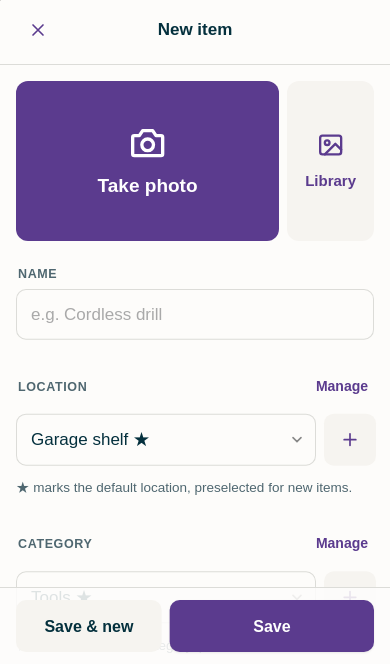 New item
Take photo
Library
NAME
e.g. Cordless drill
LOCATION Manage
Garage shelf ★
★ marks the default location, preselected for new items.
CATEGORY Manage
Tools ★
Save & new Save